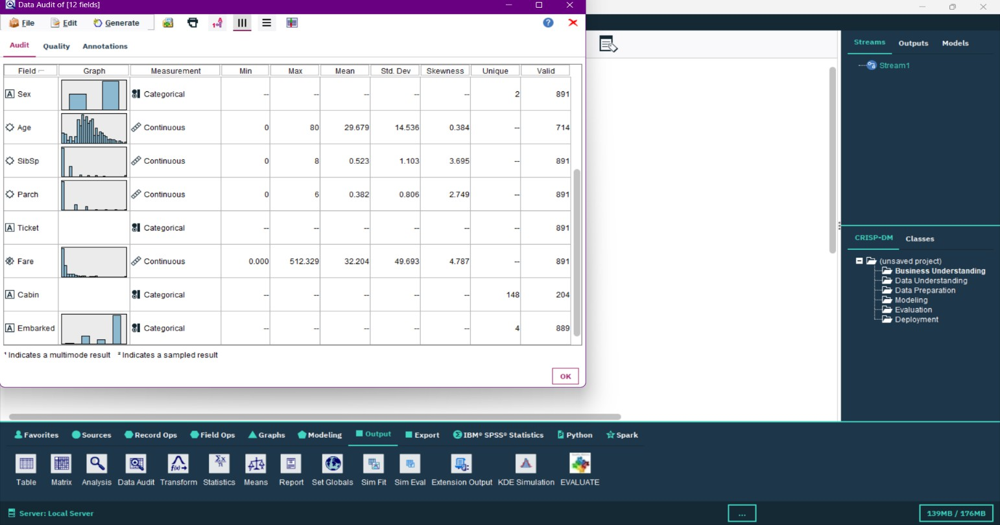 Data Audit of [12 fields]
File Edit Generate
Audit Quality Annotations
Field Graph Measurement Min Max Mean Std. Dev Skewness Unique Valid
A Sex Categorical -- -- -- -- -- 2 891
Age Continuous 0 80 29.679 14.536 0.384 -- 714
SibSp Continuous 0 8 0.523 1.103 3.695 -- 891
Parch Continuous 0 6 0.382 0.806 2.749 -- 891
A Ticket Categorical -- -- -- -- -- -- 891
Fare Continuous 0.000 512.329 32.204 49.693 4.787 -- 891
A Cabin Categorical -- -- -- -- -- 148 204
A Embarked Categorical -- -- -- -- -- 4 889
¹ Indicates a multimode result ² Indicates a sampled result
OK
Streams Outputs Models
Stream1
CRISP-DM Classes
(unsaved project)
Business Understanding
Data Understanding
Data Preparation
Modeling
Evaluation
Deployment
Favorites Sources Record Ops Field Ops Graphs Modeling Output Export IBM® SPSS® Statistics Python Spark
Table Matrix Analysis Data Audit Transform Statistics Means Report Set Globals Sim Fit Sim Eval Extension Output KDE Simulation EVALUATE
Server: Local Server
...
139MB / 176MB